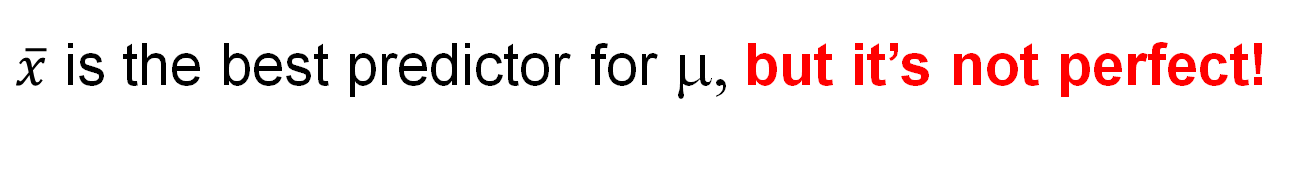 x̄ is the best predictor for μ, but it’s not perfect!